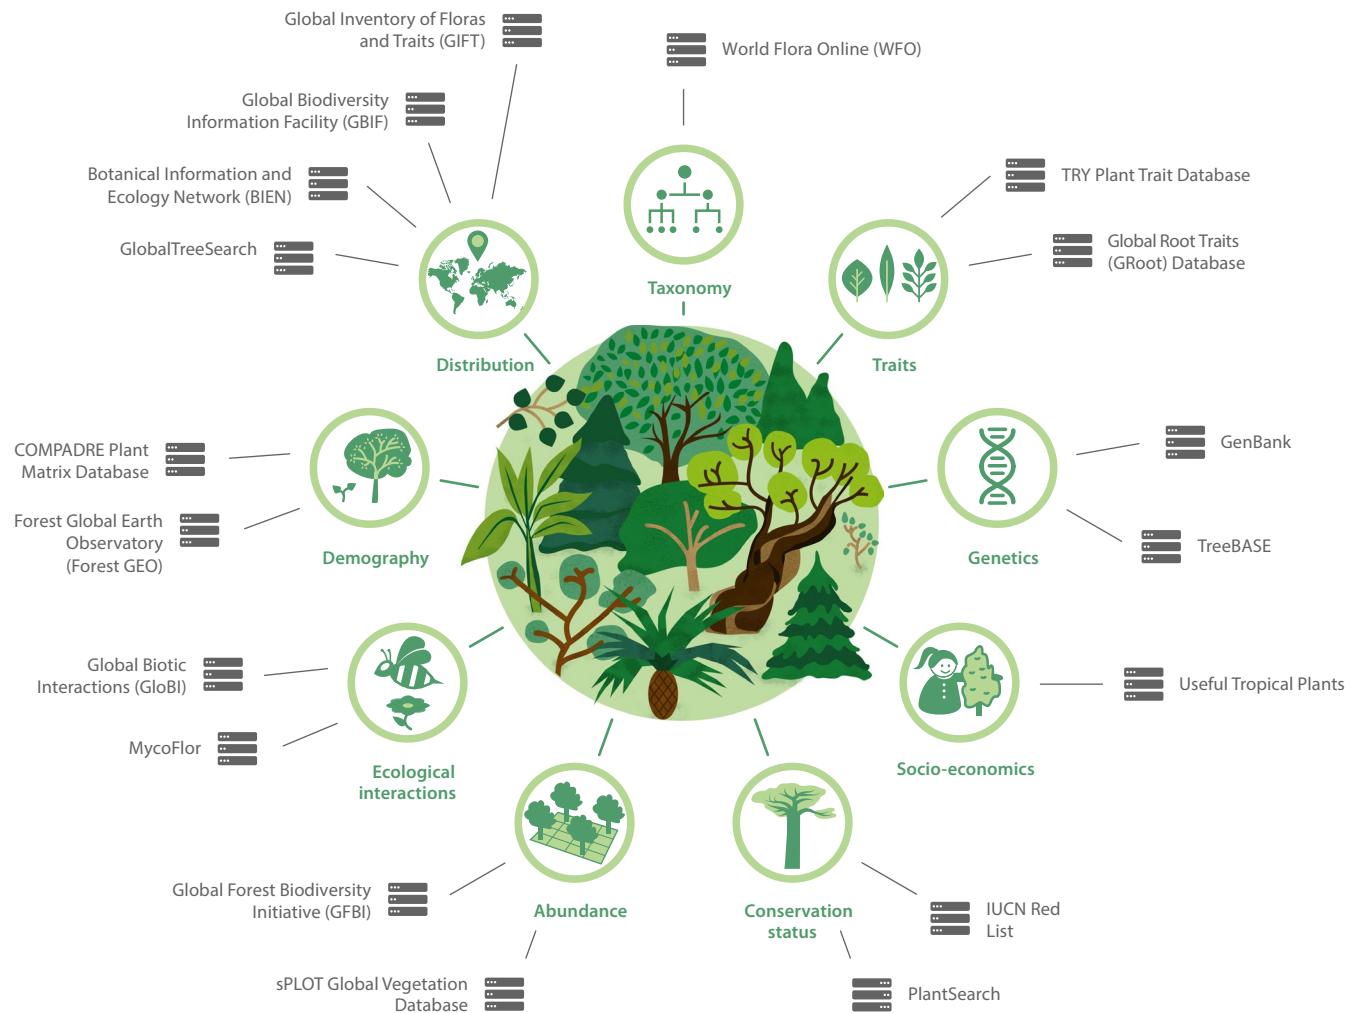 Global Inventory of Floras
and Traits (GIFT)
World Flora Online (WFO)
Global Biodiversity
Information Facility (GBIF)
Botanical Information and
Ecology Network (BIEN)
TRY Plant Trait Database
GlobalTreeSearch
Global Root Traits
(GRoot) Database
Taxonomy
Distribution
Traits
COMPADRE Plant
Matrix Database
GenBank
Forest Global Earth
Observatory
(Forest GEO)
Demography
Genetics
TreeBASE
Global Biotic
Interactions (GloBI)
Useful Tropical Plants
MycoFlor
Ecological
interactions
Socio-economics
Global Forest Biodiversity
Initiative (GFBI)
Abundance
Conservation
status
IUCN Red
List
sPLOT Global Vegetation
Database
PlantSearch